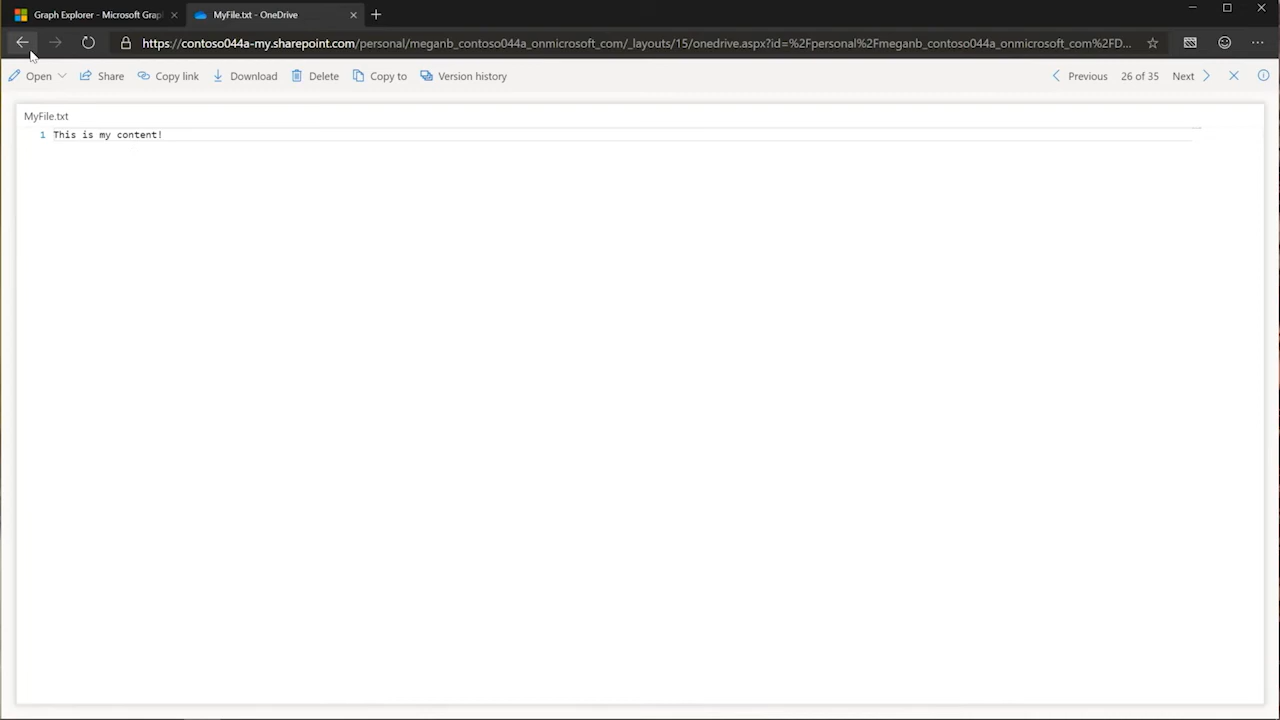 Graph Explorer - Microsoft Grap
MyFile.txt - OneDrive
https://contoso044a-my.sharepoint.com/personal/meganb_contoso044a_onmicrosoft_com/_layouts/15/onedrive.aspx?id=%2Fpersonal%2Fmeganb_contoso044a_onmicrosoft_com%2FD...
Open Share Copy link Download Delete Copy to Version history Previous 26 of 35 Next
MyFile.txt
1 This is my content!